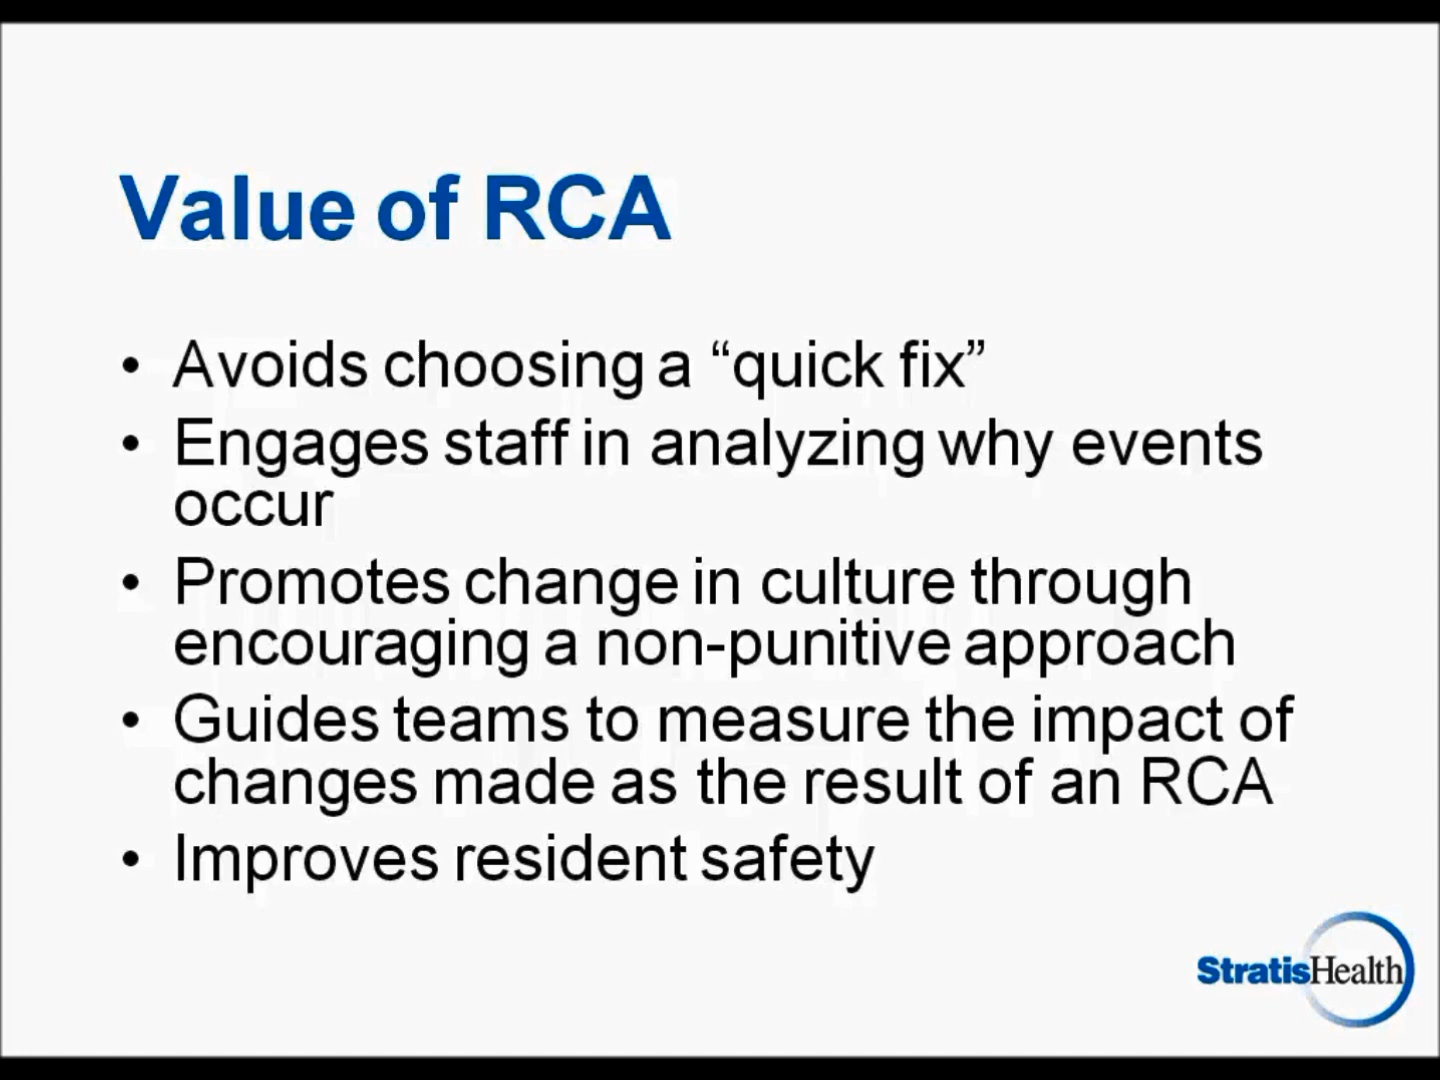 Value of RCA
• Avoids choosing a “quick fix”
• Engages staff in analyzing why events
occur
• Promotes change in culture through
encouraging a non-punitive approach
• Guides teams to measure the impact of
changes made as the result of an RCA
• Improves resident safety
StratisHealth